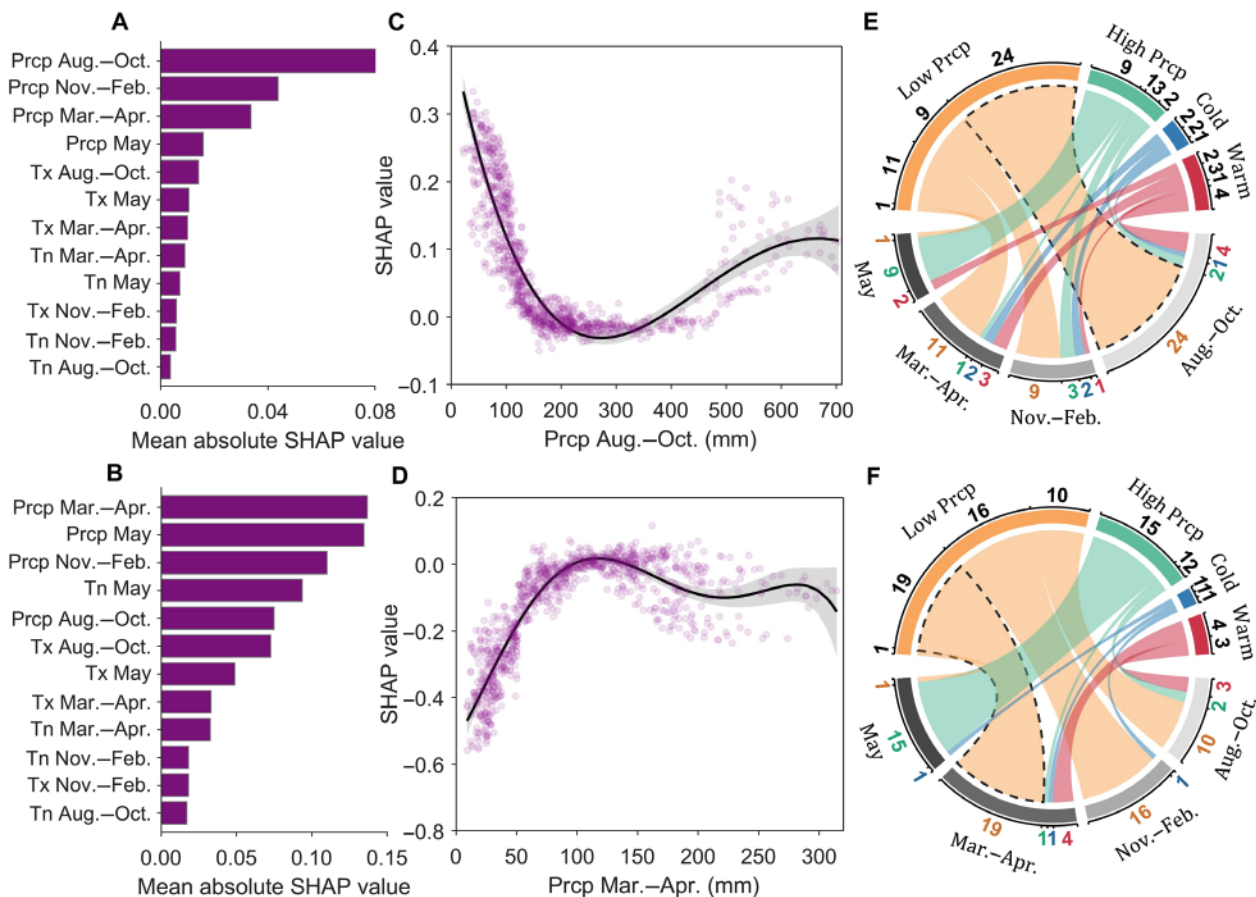 A
Prcp Aug.–Oct.
Prcp Nov.–Feb.
Prcp Mar.–Apr.
Prcp May
Tx Aug.–Oct.
Tx May
Tx Mar.–Apr.
Tn Mar.–Apr.
Tn May
Tx Nov.–Feb.
Tn Nov.–Feb.
Tn Aug.–Oct.
0.00 0.04 0.08
Mean absolute SHAP value
C
SHAP value
0.4
0.3
0.2
0.1
0.0
−0.1
0 100 200 300 400 500 600 700
Prcp Aug.–Oct. (mm)
E
Low Prcp
High Prcp
Cold
Warm
1 11 9 24
9 1 3 2
2 2 1
2 3 1 4
May
1 9 2
Mar.–Apr.
11 1 2 3
Nov.–Feb.
9 3 2 1
Aug.–Oct.
24 2 1 4
B
Prcp Mar.–Apr.
Prcp May
Prcp Nov.–Feb.
Tn May
Prcp Aug.–Oct.
Tx Aug.–Oct.
Tx May
Tx Mar.–Apr.
Tn Mar.–Apr.
Tn Nov.–Feb.
Tx Nov.–Feb.
Tn Aug.–Oct.
0.00 0.05 0.10 0.15
Mean absolute SHAP value
D
SHAP value
0.2
0.0
−0.2
−0.4
−0.6
−0.8
0 50 100 150 200 250 300
Prcp Mar.–Apr. (mm)
F
Low Prcp
High Prcp
Cold
Warm
1 19 16 10
15 1 2
1 1 1
4 3
May
1 15 1
Mar.–Apr.
19 1 1 4
Nov.–Feb.
16 1
Aug.–Oct.
10 2 3